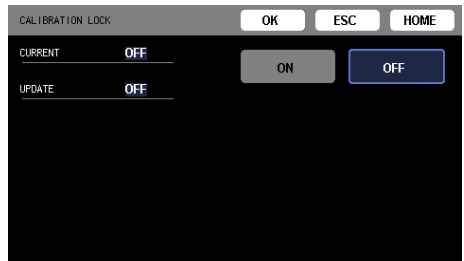 CALIBRATION LOCK OK ESC HOME
CURRENT OFF
ON OFF
UPDATE OFF